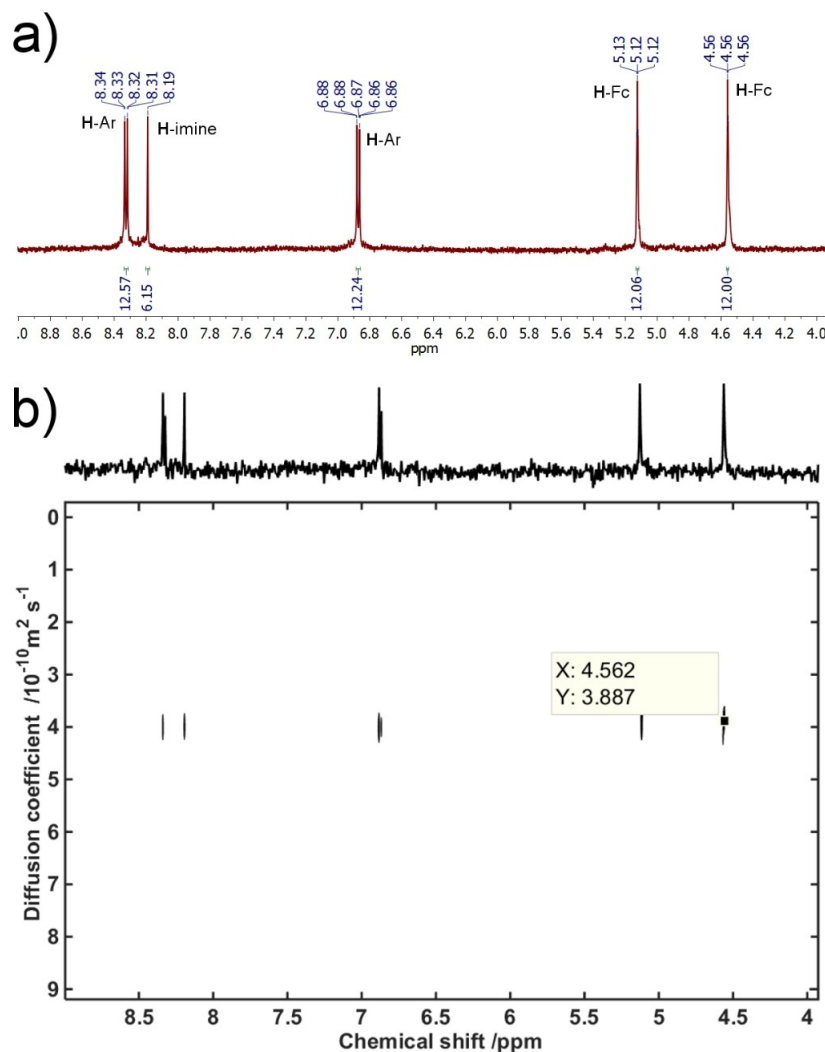 a)
8.34 8.33 8.32 8.31 8.19
6.88 6.88 6.87 6.86 6.86
5.13 5.12 5.12
4.56 4.56 4.56
H-Ar
H-imine
H-Ar
H-Fc
H-Fc
12.57 6.15 12.24 12.06 12.00
.0 8.8 8.6 8.4 8.2 8.0 7.8 7.6 7.4 7.2 7.0 6.8 6.6 6.4 6.2 6.0 5.8 5.6 5.4 5.2 5.0 4.8 4.6 4.4 4.2 4.0
ppm
b)
0
1
2
3
4
5
6
7
8
9
Diffusion coefficient /10⁻¹⁰m² s⁻¹
X: 4.562
Y: 3.887
8.5 8 7.5 7 6.5 6 5.5 5 4.5 4
Chemical shift /ppm